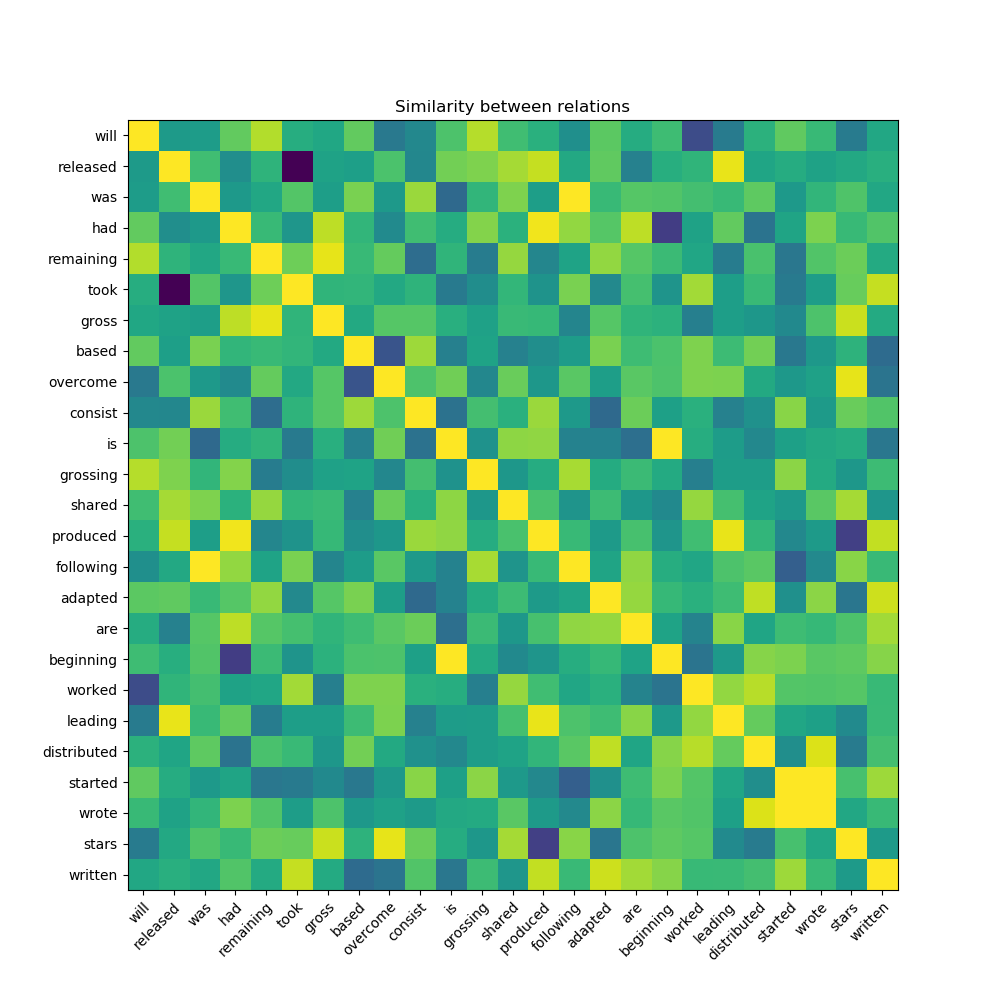 Similarity between relations
will
released
was
had
remaining
took
gross
based
overcome
consist
is
grossing
shared
produced
following
adapted
are
beginning
worked
leading
distributed
started
wrote
stars
written
will
released
was
had
remaining
took
gross
based
overcome
consist
is
grossing
shared
produced
following
adapted
are
beginning
worked
leading
distributed
started
wrote
stars
written